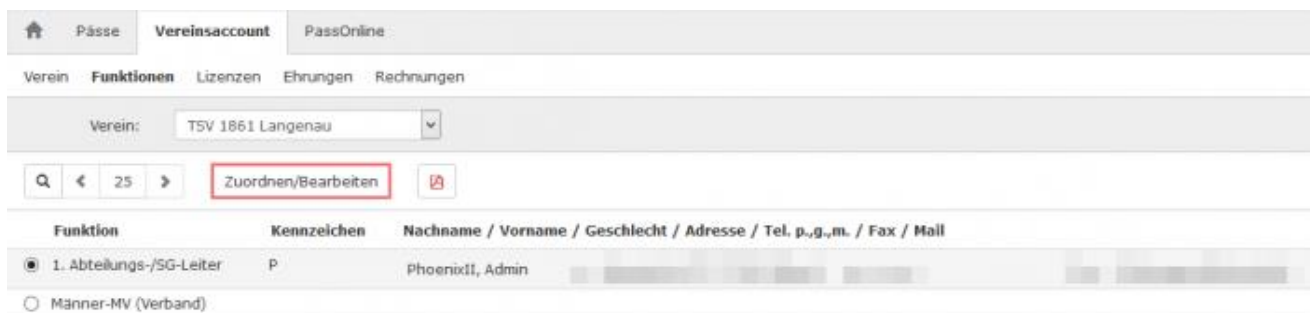 Pässe Vereinsaccount PassOnline
Verein Funktionen Lizenzen Ehrungen Rechnungen
Verein: TSV 1861 Langenau
25 Zuordnen/Bearbeiten
Funktion Kennzeichen Nachname / Vorname / Geschlecht / Adresse / Tel. p.,g.,m. / Fax / Mail
1. Abteilungs-/SG-Leiter P PhoenixII, Admin
Männer-MV (Verband)